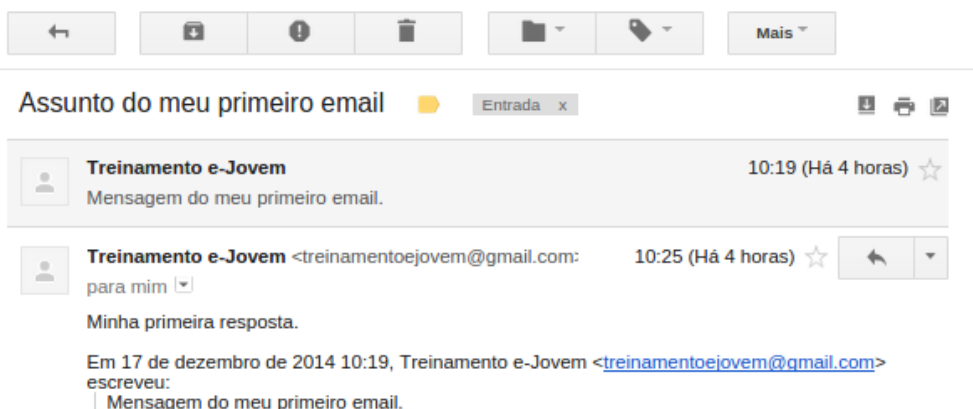 Mais
Assunto do meu primeiro email Entrada x
Treinamento e-Jovem 10:19 (Há 4 horas)
Mensagem do meu primeiro email.
Treinamento e-Jovem <treinamentoejovem@gmail.com> 10:25 (Há 4 horas)
para mim
Minha primeira resposta.
Em 17 de dezembro de 2014 10:19, Treinamento e-Jovem <treinamentoejovem@gmail.com>
escreveu:
Mensagem do meu primeiro email.